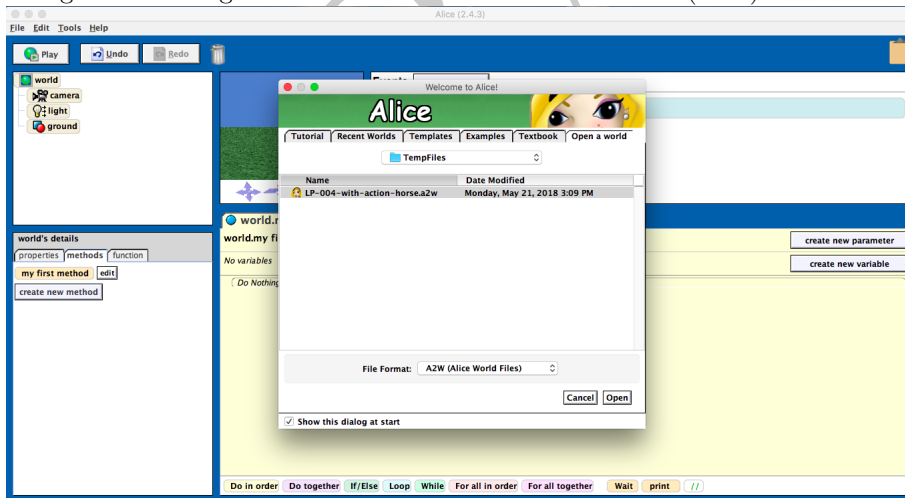 Alice (2.4.3)
File Edit Tools Help
Play Undo Redo
world
camera
light
ground
Welcome to Alice!
Alice
Tutorial Recent Worlds Templates Examples Textbook Open a world
TempFiles
Name Date Modified
LP-004-with-action-horse.a2w Monday, May 21, 2018 3:09 PM
File Format: A2W (Alice World Files)
Cancel Open
Show this dialog at start
world's details
properties methods function
my first method edit
create new method
world.my fi
create new parameter
No variables
create new variable
Do Nothing
Do in order Do together If/Else Loop While For all in order For all together Wait print //